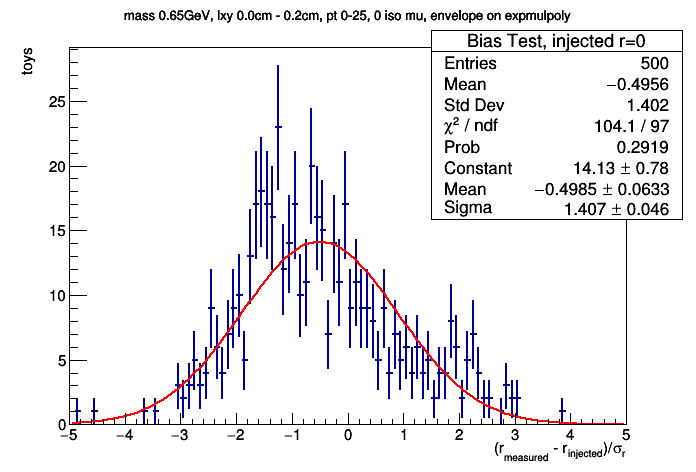 mass 0.65GeV, lxy 0.0cm - 0.2cm, pt 0-25, 0 iso mu, envelope on expmulpoly
Bias Test, injected r=0
Entries 500
Mean −0.4956
Std Dev 1.402
χ² / ndf 104.1 / 97
Prob 0.2919
Constant 14.13 ± 0.78
Mean −0.4985 ± 0.0633
Sigma 1.407 ± 0.046
toys
25
20
15
10
5
0
−5 −4 −3 −2 −1 0 1 2 3 4 5
(r_measured - r_injected)/σ_r